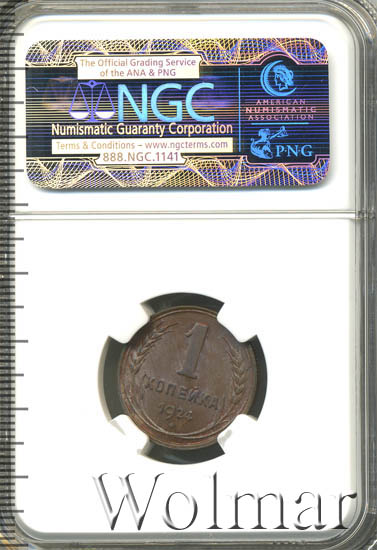 The Official Grading Service
of the ANA & PNG
NGC
Numismatic Guaranty Corporation
Terms & Conditions – www.ngcterms.com
888.NGC.1141
AMERICAN
NUMISMATIC
ASSOCIATION
P·N·G
1
КОПЕЙКА
1924
Wolmar